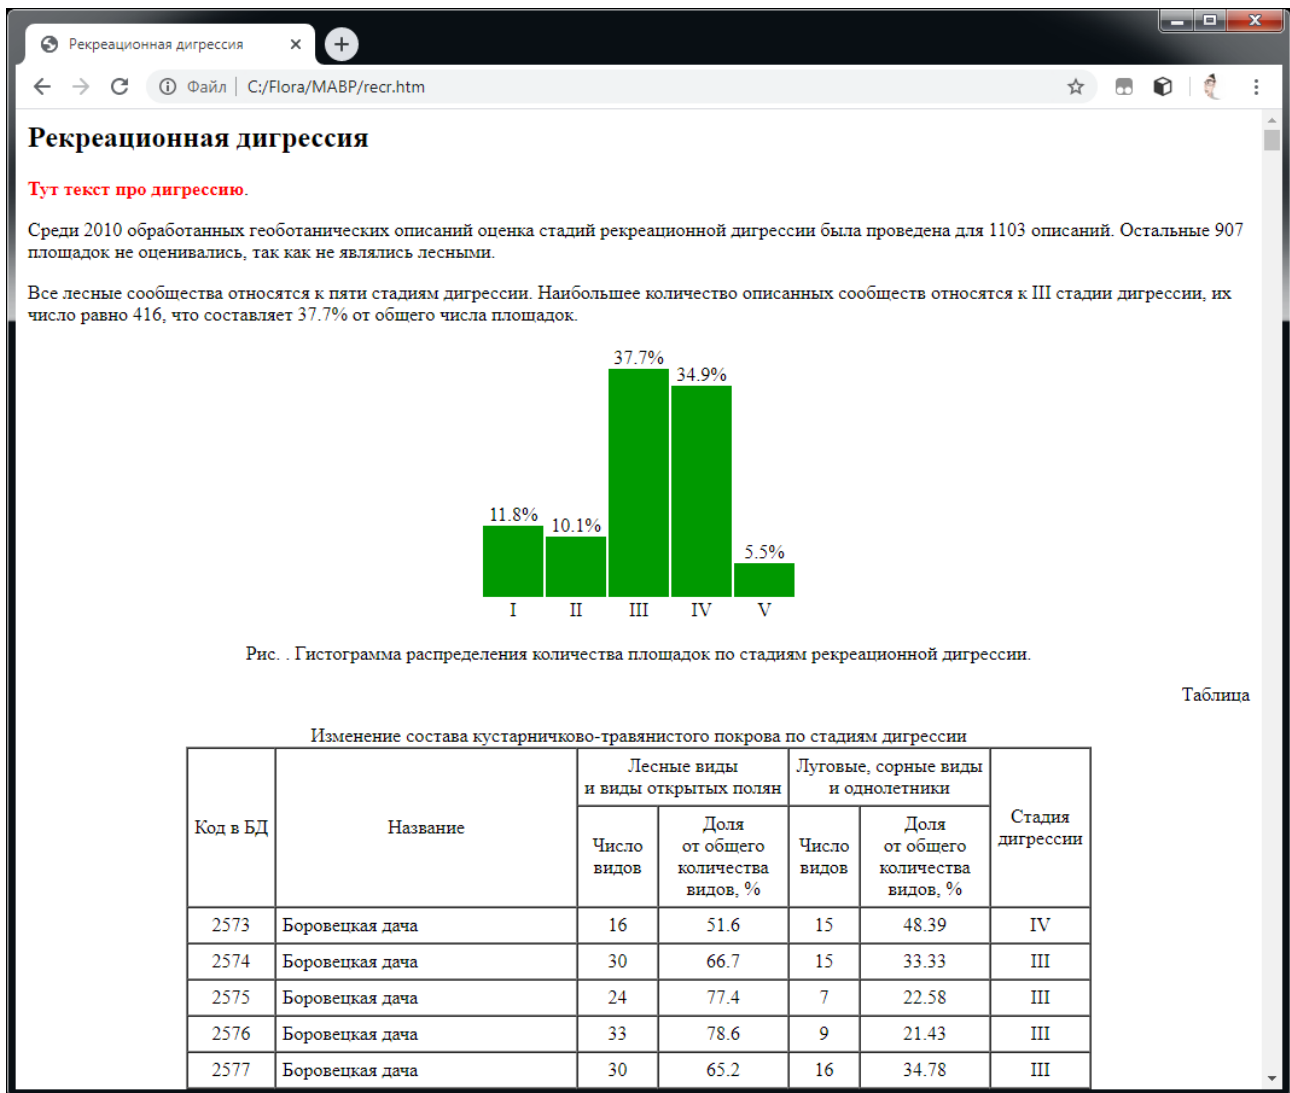 Рекреационная дигрессия
Файл | C:/Flora/MABP/recr.htm
Рекреационная дигрессия
Тут текст про дигрессию.
Среди 2010 обработанных геоботанических описаний оценка стадий рекреационной дигрессии была проведена для 1103 описаний. Остальные 907
площадок не оценивались, так как не являлись лесными.
Все лесные сообщества относятся к пяти стадиям дигрессии. Наибольшее количество описанных сообществ относятся к III стадии дигрессии, их
число равно 416, что составляет 37.7% от общего числа площадок.
37.7%
34.9%
11.8%
10.1%
5.5%
I II III IV V
Рис. . Гистограмма распределения количества площадок по стадиям рекреационной дигрессии.
Таблица
Изменение состава кустарничково-травянистого покрова по стадиям дигрессии
Код в БД
Название
Лесные виды
и виды открытых полян
Луговые, сорные виды
и однолетники
Стадия
дигрессии
Число
видов
Доля
от общего
количества
видов, %
Число
видов
Доля
от общего
количества
видов, %
2573 Боровецкая дача 16 51.6 15 48.39 IV
2574 Боровецкая дача 30 66.7 15 33.33 III
2575 Боровецкая дача 24 77.4 7 22.58 III
2576 Боровецкая дача 33 78.6 9 21.43 III
2577 Боровецкая дача 30 65.2 16 34.78 III